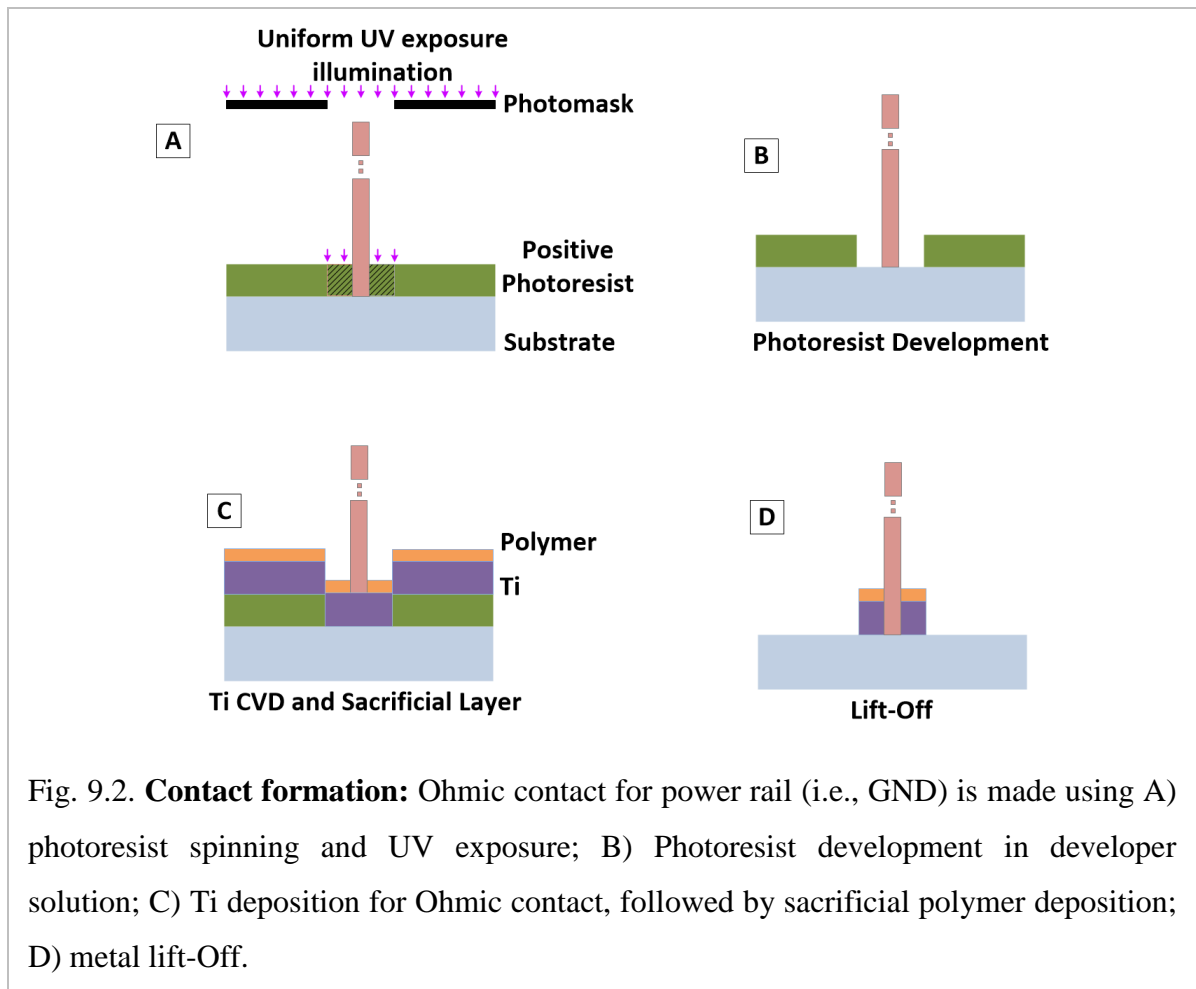 Uniform UV exposure
illumination
Photomask
A
B
Positive
Photoresist
Substrate
Photoresist Development
C
D
Polymer
Ti
Ti CVD and Sacrificial Layer
Lift-Off
Fig. 9.2. Contact formation: Ohmic contact for power rail (i.e., GND) is made using A)
photoresist spinning and UV exposure; B) Photoresist development in developer
solution; C) Ti deposition for Ohmic contact, followed by sacrificial polymer deposition;
D) metal lift-Off.